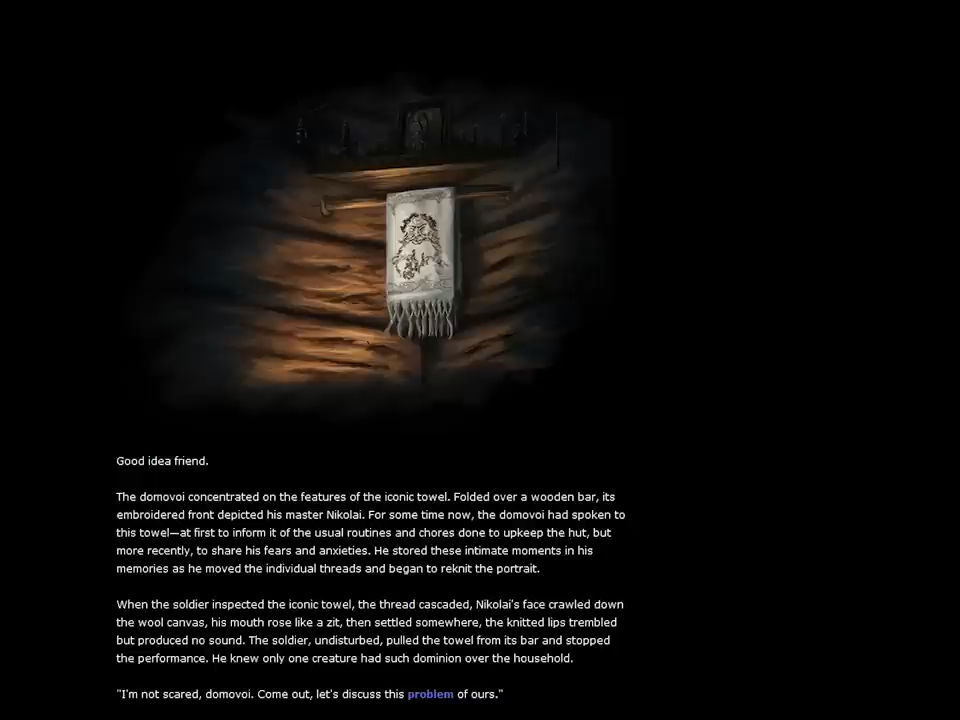 Good idea friend.
The domovoi concentrated on the features of the iconic towel. Folded over a wooden bar, its
embroidered front depicted his master Nikolai. For some time now, the domovoi had spoken to
this towel—at first to inform it of the usual routines and chores done to upkeep the hut, but
more recently, to share his fears and anxieties. He stored these intimate moments in his
memories as he moved the individual threads and began to reknit the portrait.
When the soldier inspected the iconic towel, the thread cascaded, Nikolai's face crawled down
the wool canvas, his mouth rose like a zit, then settled somewhere, the knitted lips trembled
but produced no sound. The soldier, undisturbed, pulled the towel from its bar and stopped
the performance. He knew only one creature had such dominion over the household.
"I'm not scared, domovoi. Come out, let's discuss this problem of ours."